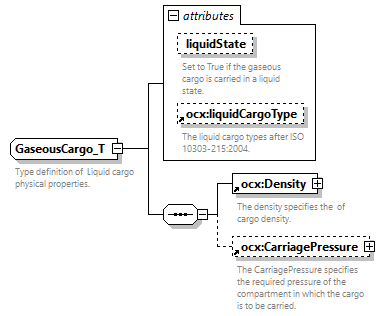 attributes
liquidState
Set to True if the gaseous
cargo is carried in a liquid
state.
ocx:liquidCargoType
The liquid cargo types after ISO
10303-215:2004.
GaseousCargo_T
Type definition of Liquid cargo
physical properties.
ocx:Density
The density specifies the of
cargo density.
ocx:CarriagePressure
The CarriagePressure specifies
the required pressure of the
compartment in which the cargo
is to be carried.